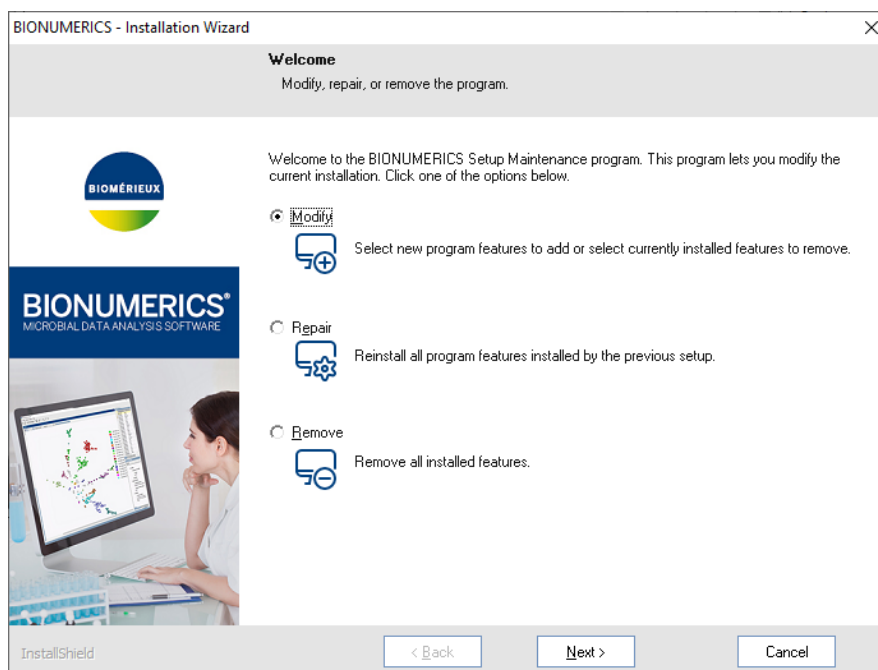 BIONUMERICS - Installation Wizard
Welcome
Modify, repair, or remove the program.
Welcome to the BIONUMERICS Setup Maintenance program. This program lets you modify the
current installation. Click one of the options below.
BIOMÉRIEUX
Modify
Select new program features to add or select currently installed features to remove.
BIONUMERICS®
MICROBIAL DATA ANALYSIS SOFTWARE
Repair
Reinstall all program features installed by the previous setup.
Remove
Remove all installed features.
InstallShield
< Back
Next >
Cancel